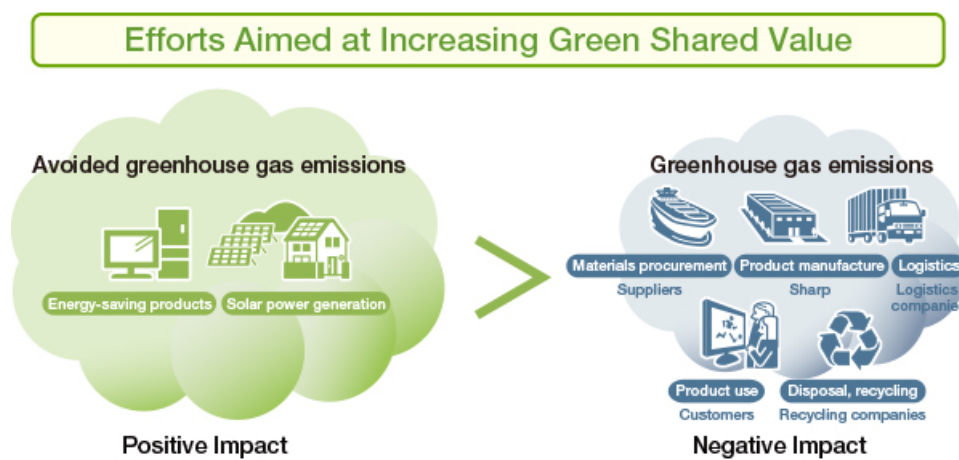 Efforts Aimed at Increasing Green Shared Value
Avoided greenhouse gas emissions
Energy-saving products
Solar power generation
Positive Impact
>
Greenhouse gas emissions
Materials procurement
Suppliers
Product manufacture
Sharp
Logistics
Logistics
companie
Product use
Customers
Disposal, recycling
Recycling companies
Negative Impact